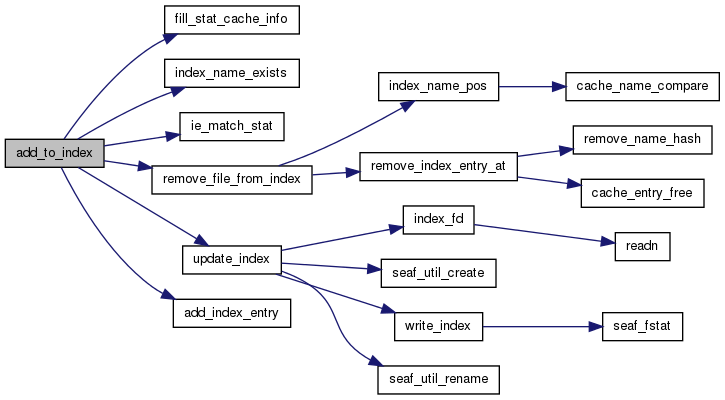 fill_stat_cache_info
index_name_exists
index_name_pos
cache_name_compare
ie_match_stat
add_to_index
remove_name_hash
remove_file_from_index
remove_index_entry_at
cache_entry_free
index_fd
readn
update_index
seaf_util_create
add_index_entry
write_index
seaf_fstat
seaf_util_rename